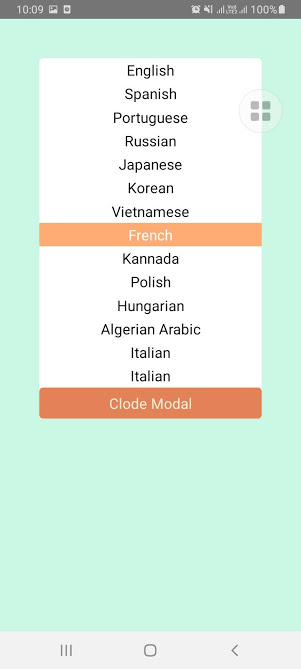 10:09
100%
English
Spanish
Portuguese
Russian
Japanese
Korean
Vietnamese
French
Kannada
Polish
Hungarian
Algerian Arabic
Italian
Italian
Clode Modal